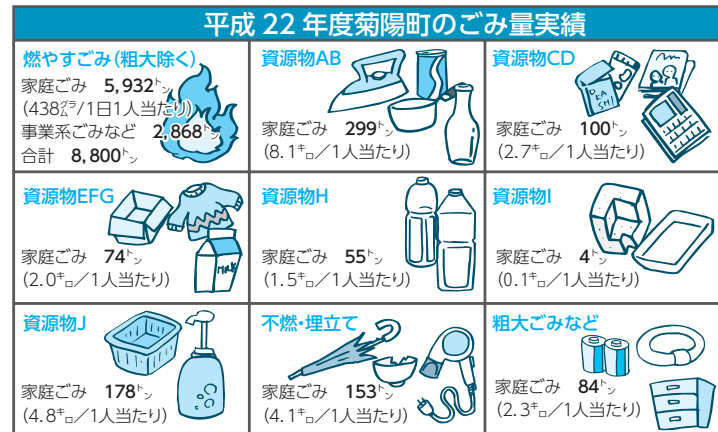 平成 22 年度菊陽町のごみ量実績
燃やすごみ(粗大除く)
家庭ごみ 5,932㌧
(438㌘/1日1人当たり)
事業系ごみなど 2,868㌧
合計 8,800㌧
資源物AB
家庭ごみ 299㌧
(8.1㌔/1人当たり)
資源物CD
DKASMI
家庭ごみ 100㌧
(2.7㌔/1人当たり)
資源物EFG
MILK
家庭ごみ 74㌧
(2.0㌔/1人当たり)
資源物H
家庭ごみ 55㌧
(1.5㌔/1人当たり)
資源物I
家庭ごみ 4㌧
(0.1㌔/1人当たり)
資源物J
家庭ごみ 178㌧
(4.8㌔/1人当たり)
不燃・埋立て
家庭ごみ 153㌧
(4.1㌔/1人当たり)
粗大ごみなど
家庭ごみ 84㌧
(2.3㌔/1人当たり)